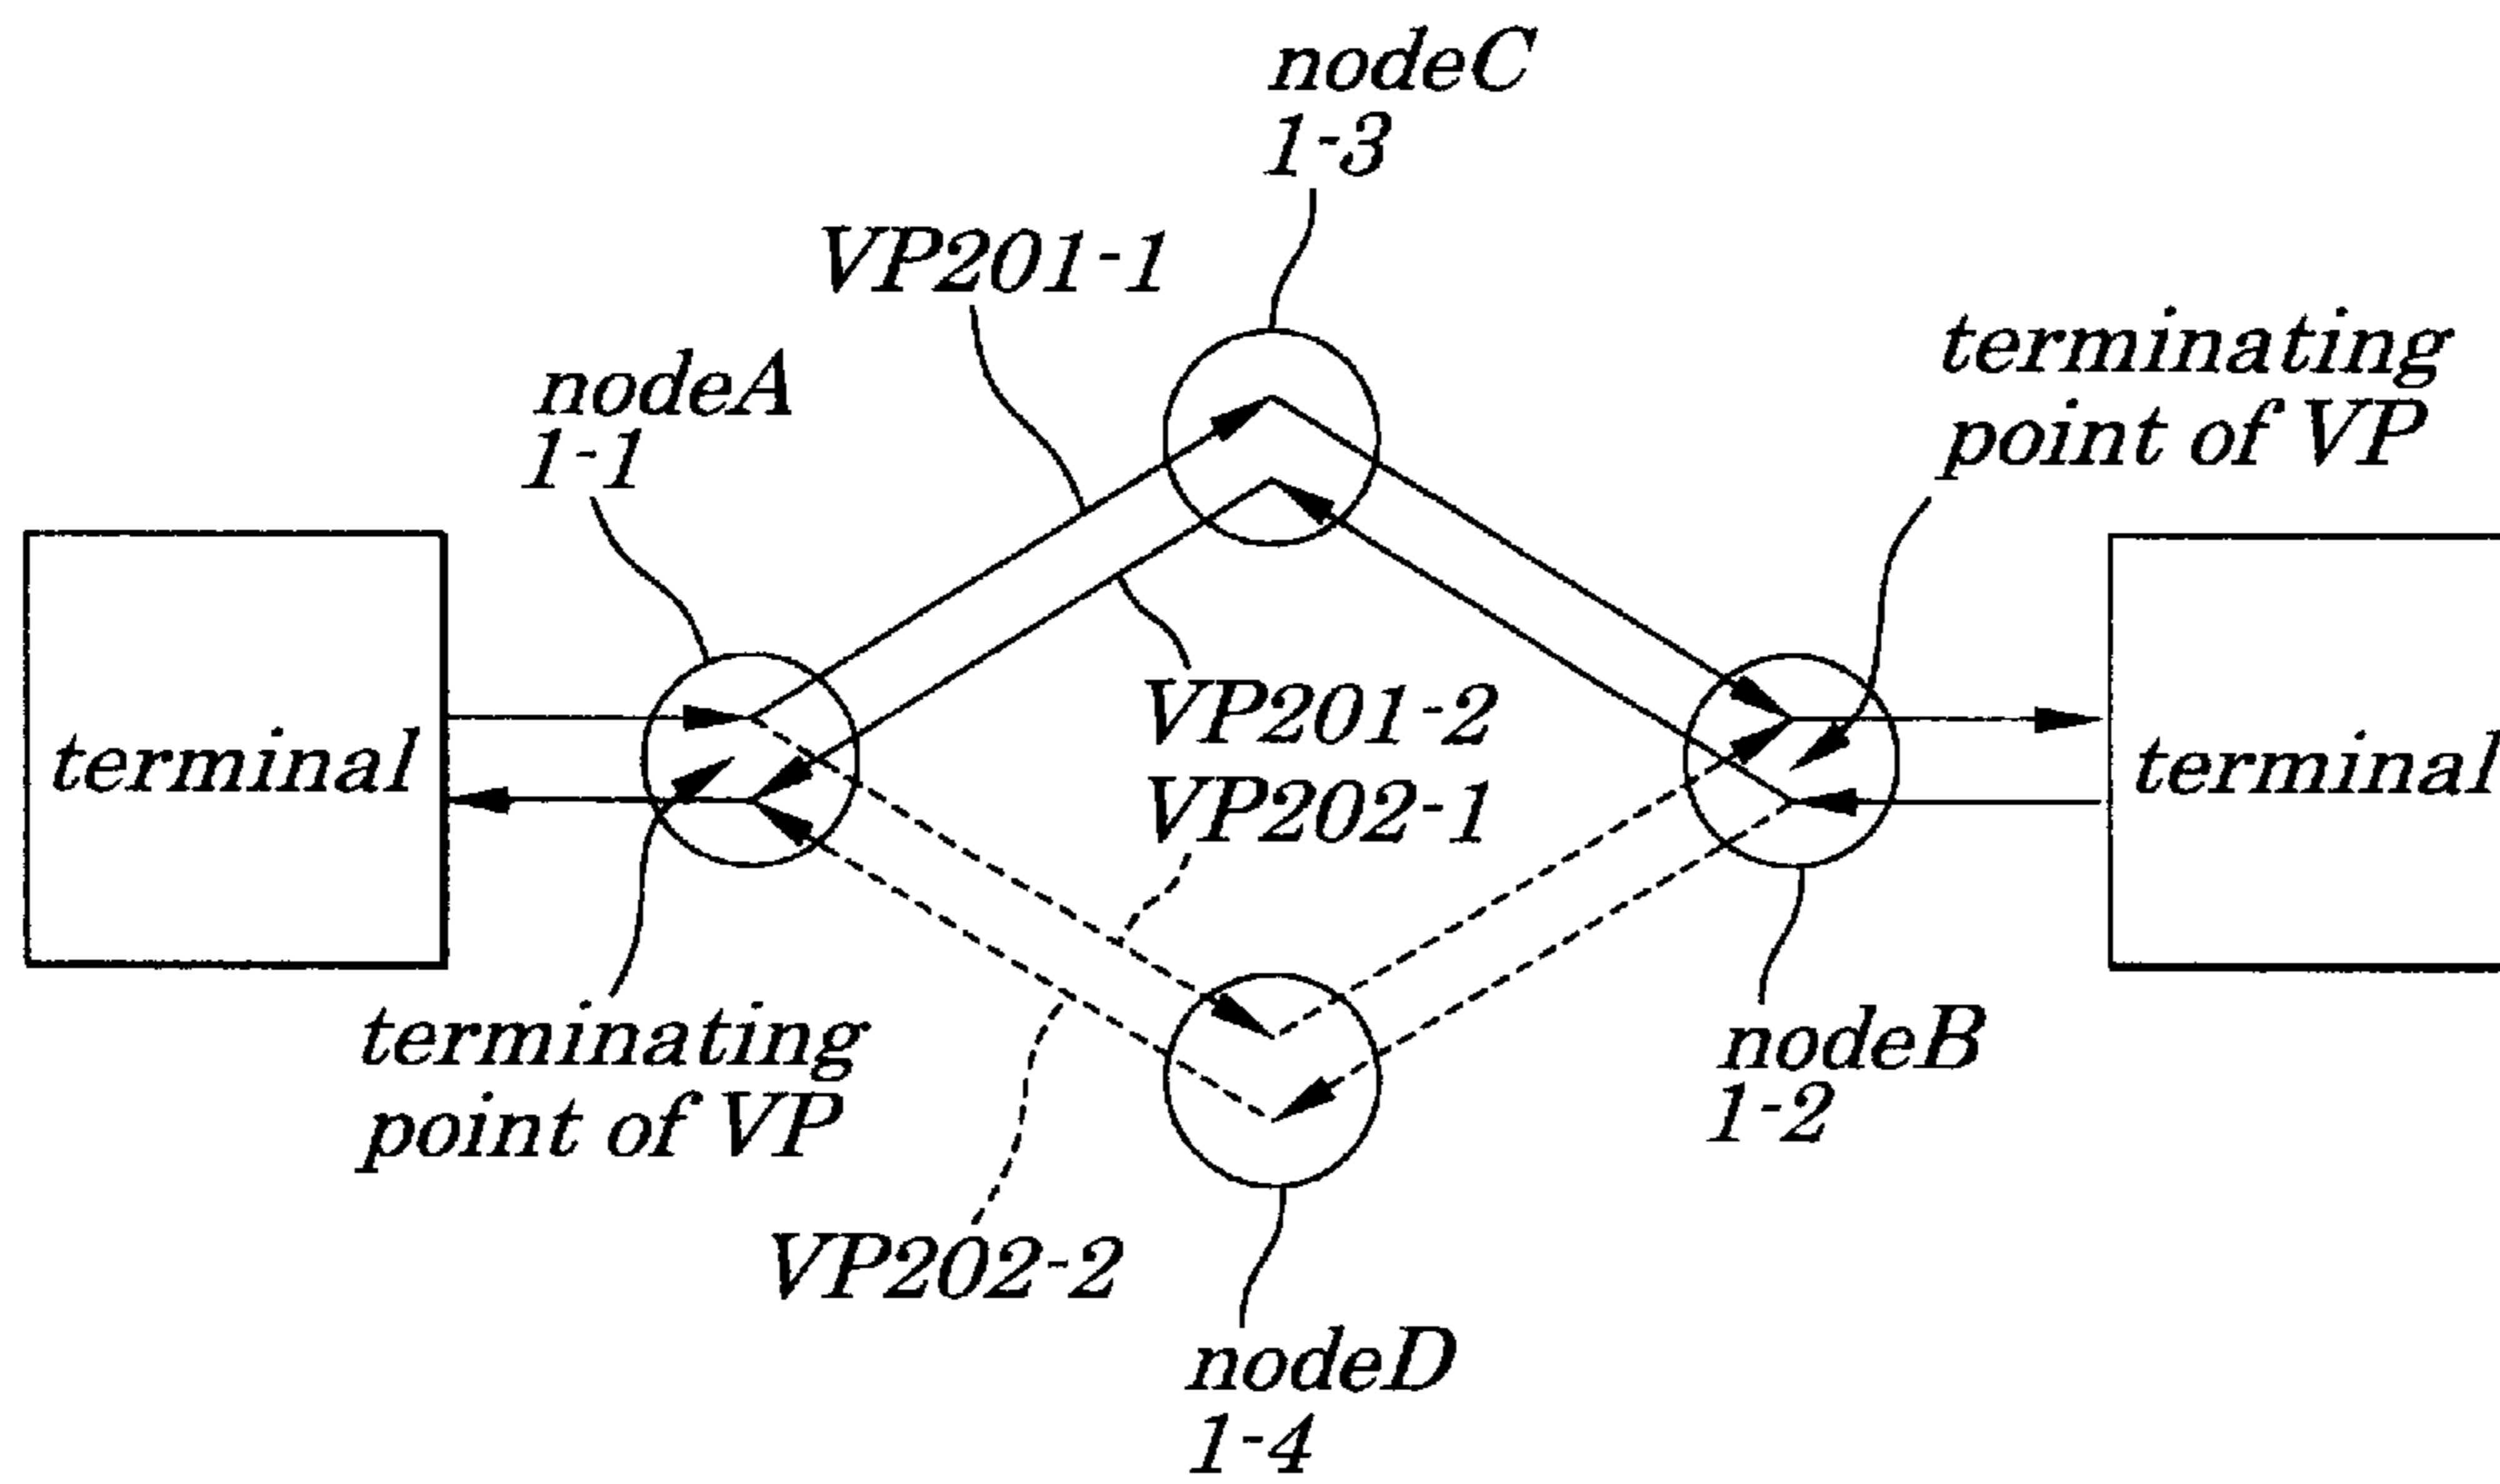 nodeC
1-3
VP201-1
nodeA
1-1
terminating
point of VP
terminal
VP201-2
VP202-1
terminal
terminating
point of VP
nodeB
1-2
VP202-2
nodeD
1-4